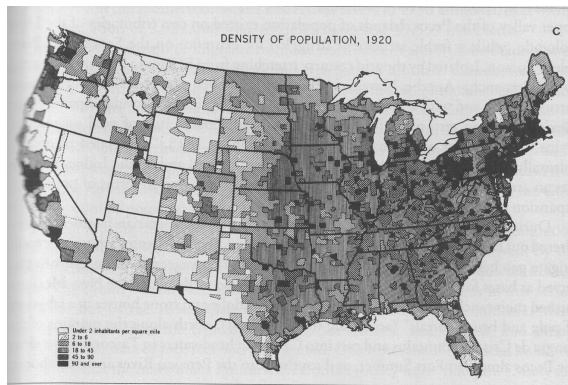 DENSITY OF POPULATION, 1920
C
Under 2 inhabitants per square mile
2 to 6
6 to 18
18 to 45
45 to 90
90 and over